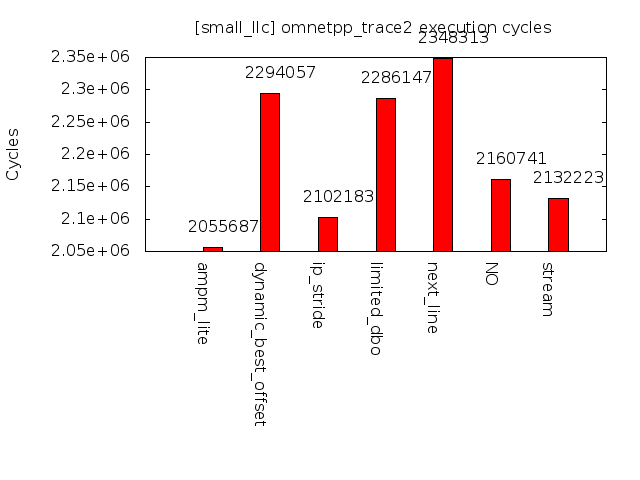 [small_llc] omnetpp_trace2 execution cycles
Cycles
2.35e+06
2.3e+06
2.25e+06
2.2e+06
2.15e+06
2.1e+06
2.05e+06
2055687
2294057
2102183
2286147
2348313
2160741
2132223
ampm_lite
dynamic_best_offset
ip_stride
limited_dbo
next_line
NO
stream